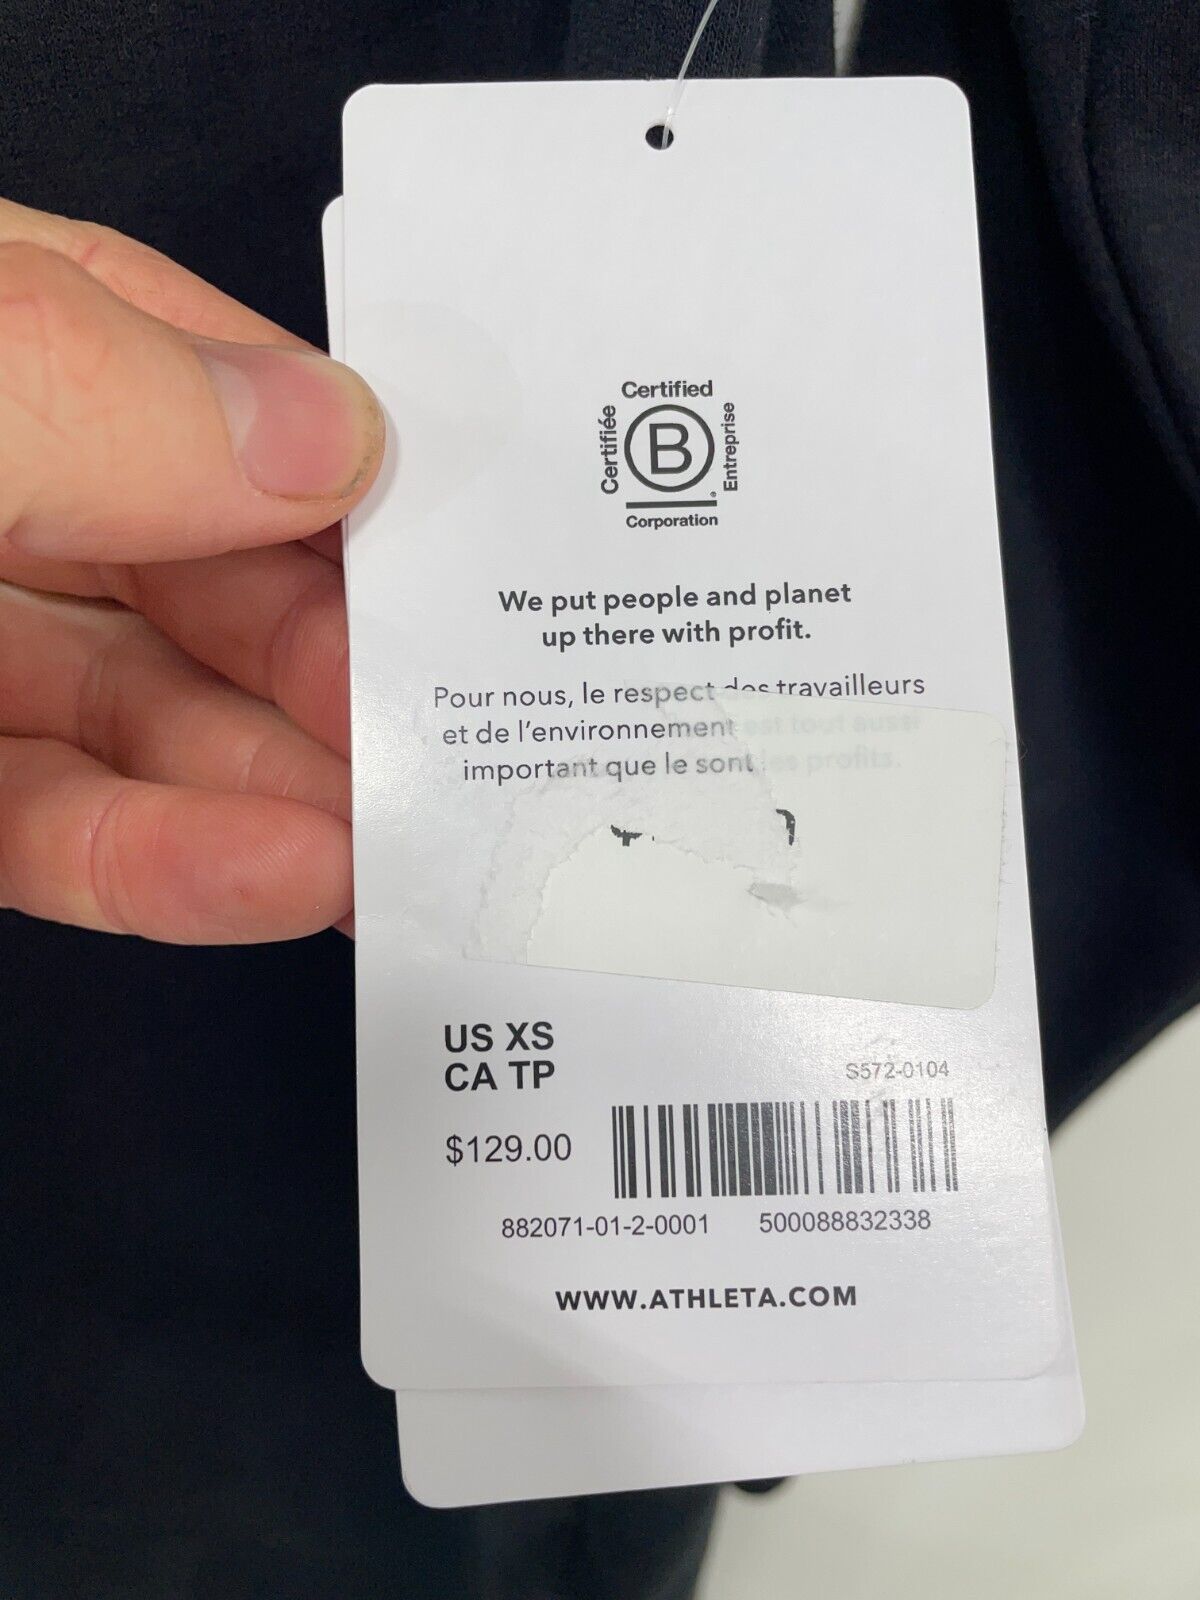 Certified
Certifiée
B
Entreprise
®
Corporation
We put people and planet
up there with profit.
Pour nous, le respect des travailleurs
et de l'environnement est tout aussi
important que le sont les profits.
US XS
CA TP
S572-0104
$129.00
882071-01-2-0001 500088832338
WWW.ATHLETA.COM